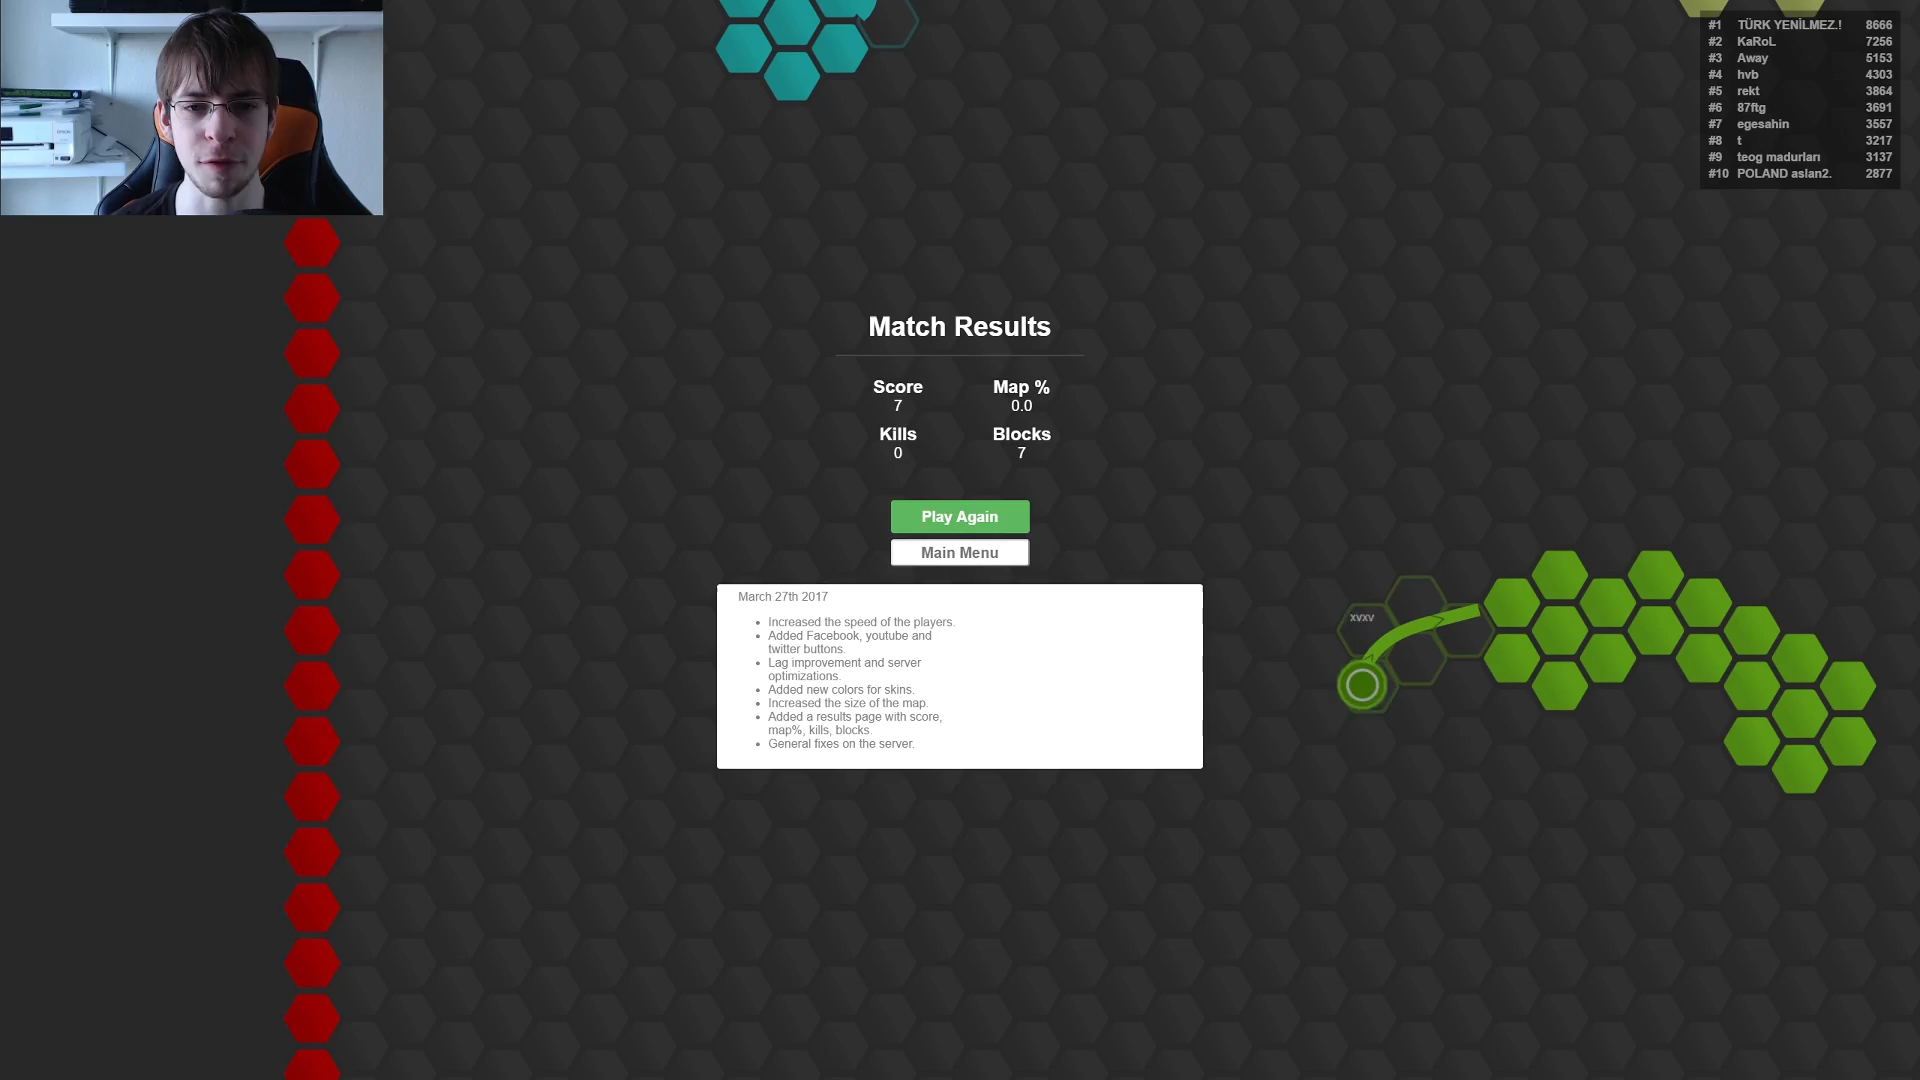 #1 TÜRK YENİLMEZ.! 8666
#2 KaRoL 7256
#3 Away 5153
#4 hvb 4303
#5 rekt 3864
#6 87ftg 3691
#7 egesahin 3557
#8 t 3217
#9 teog madurları 3137
#10 POLAND aslan2. 2877
EPSON
Match Results
Score Map %
7 0.0
Kills Blocks
0 7
Play Again
Main Menu
March 27th 2017
• Increased the speed of the players.
• Added Facebook, youtube and
twitter buttons.
• Lag improvement and server
optimizations.
• Added new colors for skins.
• Increased the size of the map.
• Added a results page with score,
map%, kills, blocks.
• General fixes on the server.
xvxv